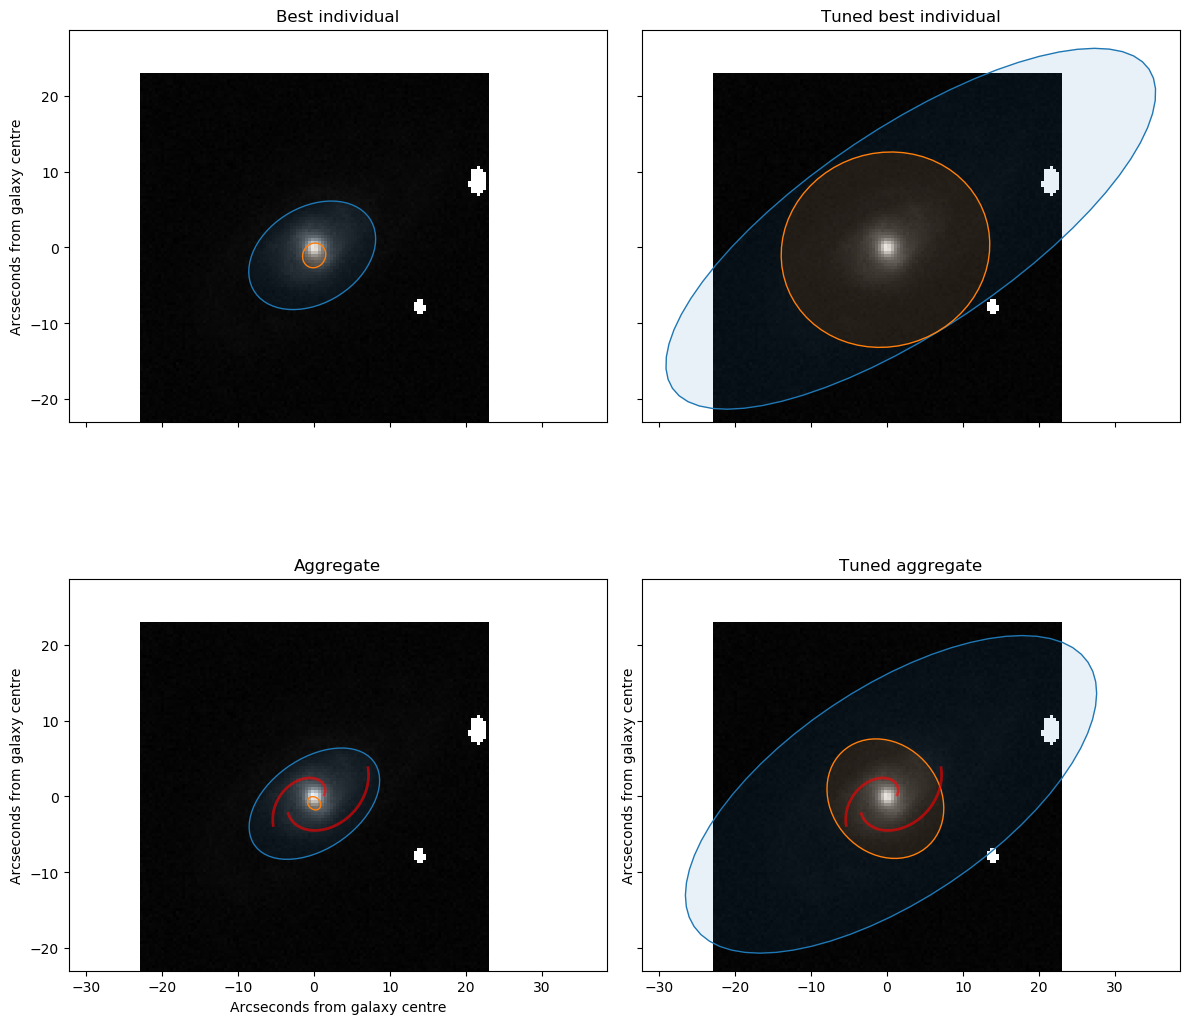 Best individual
Tuned best individual
Arcseconds from galaxy centre
20
10
0
−10
−20
Aggregate
Tuned aggregate
Arcseconds from galaxy centre
Arcseconds from galaxy centre
20
10
0
−10
−20
−30 −20 −10 0 10 20 30
−30 −20 −10 0 10 20 30
Arcseconds from galaxy centre